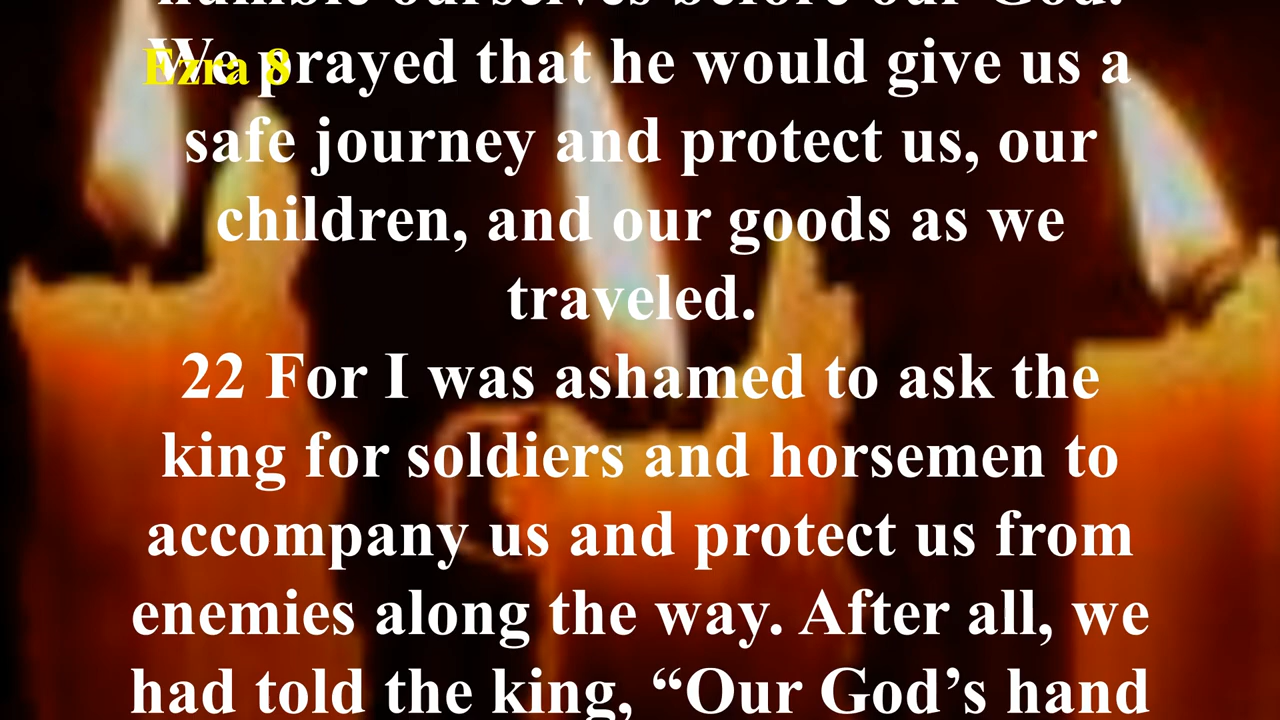 humble ourselves before our God.
Ezra 8
We prayed that he would give us a
safe journey and protect us, our
children, and our goods as we
traveled.
22 For I was ashamed to ask the
king for soldiers and horsemen to
accompany us and protect us from
enemies along the way. After all, we
had told the king, “Our God’s hand